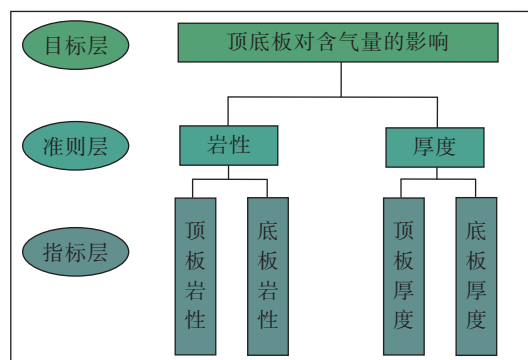 目标层
顶底板对含气量的影响
准则层
岩性
厚度
指标层
顶板岩性
底板岩性
顶板厚度
底板厚度